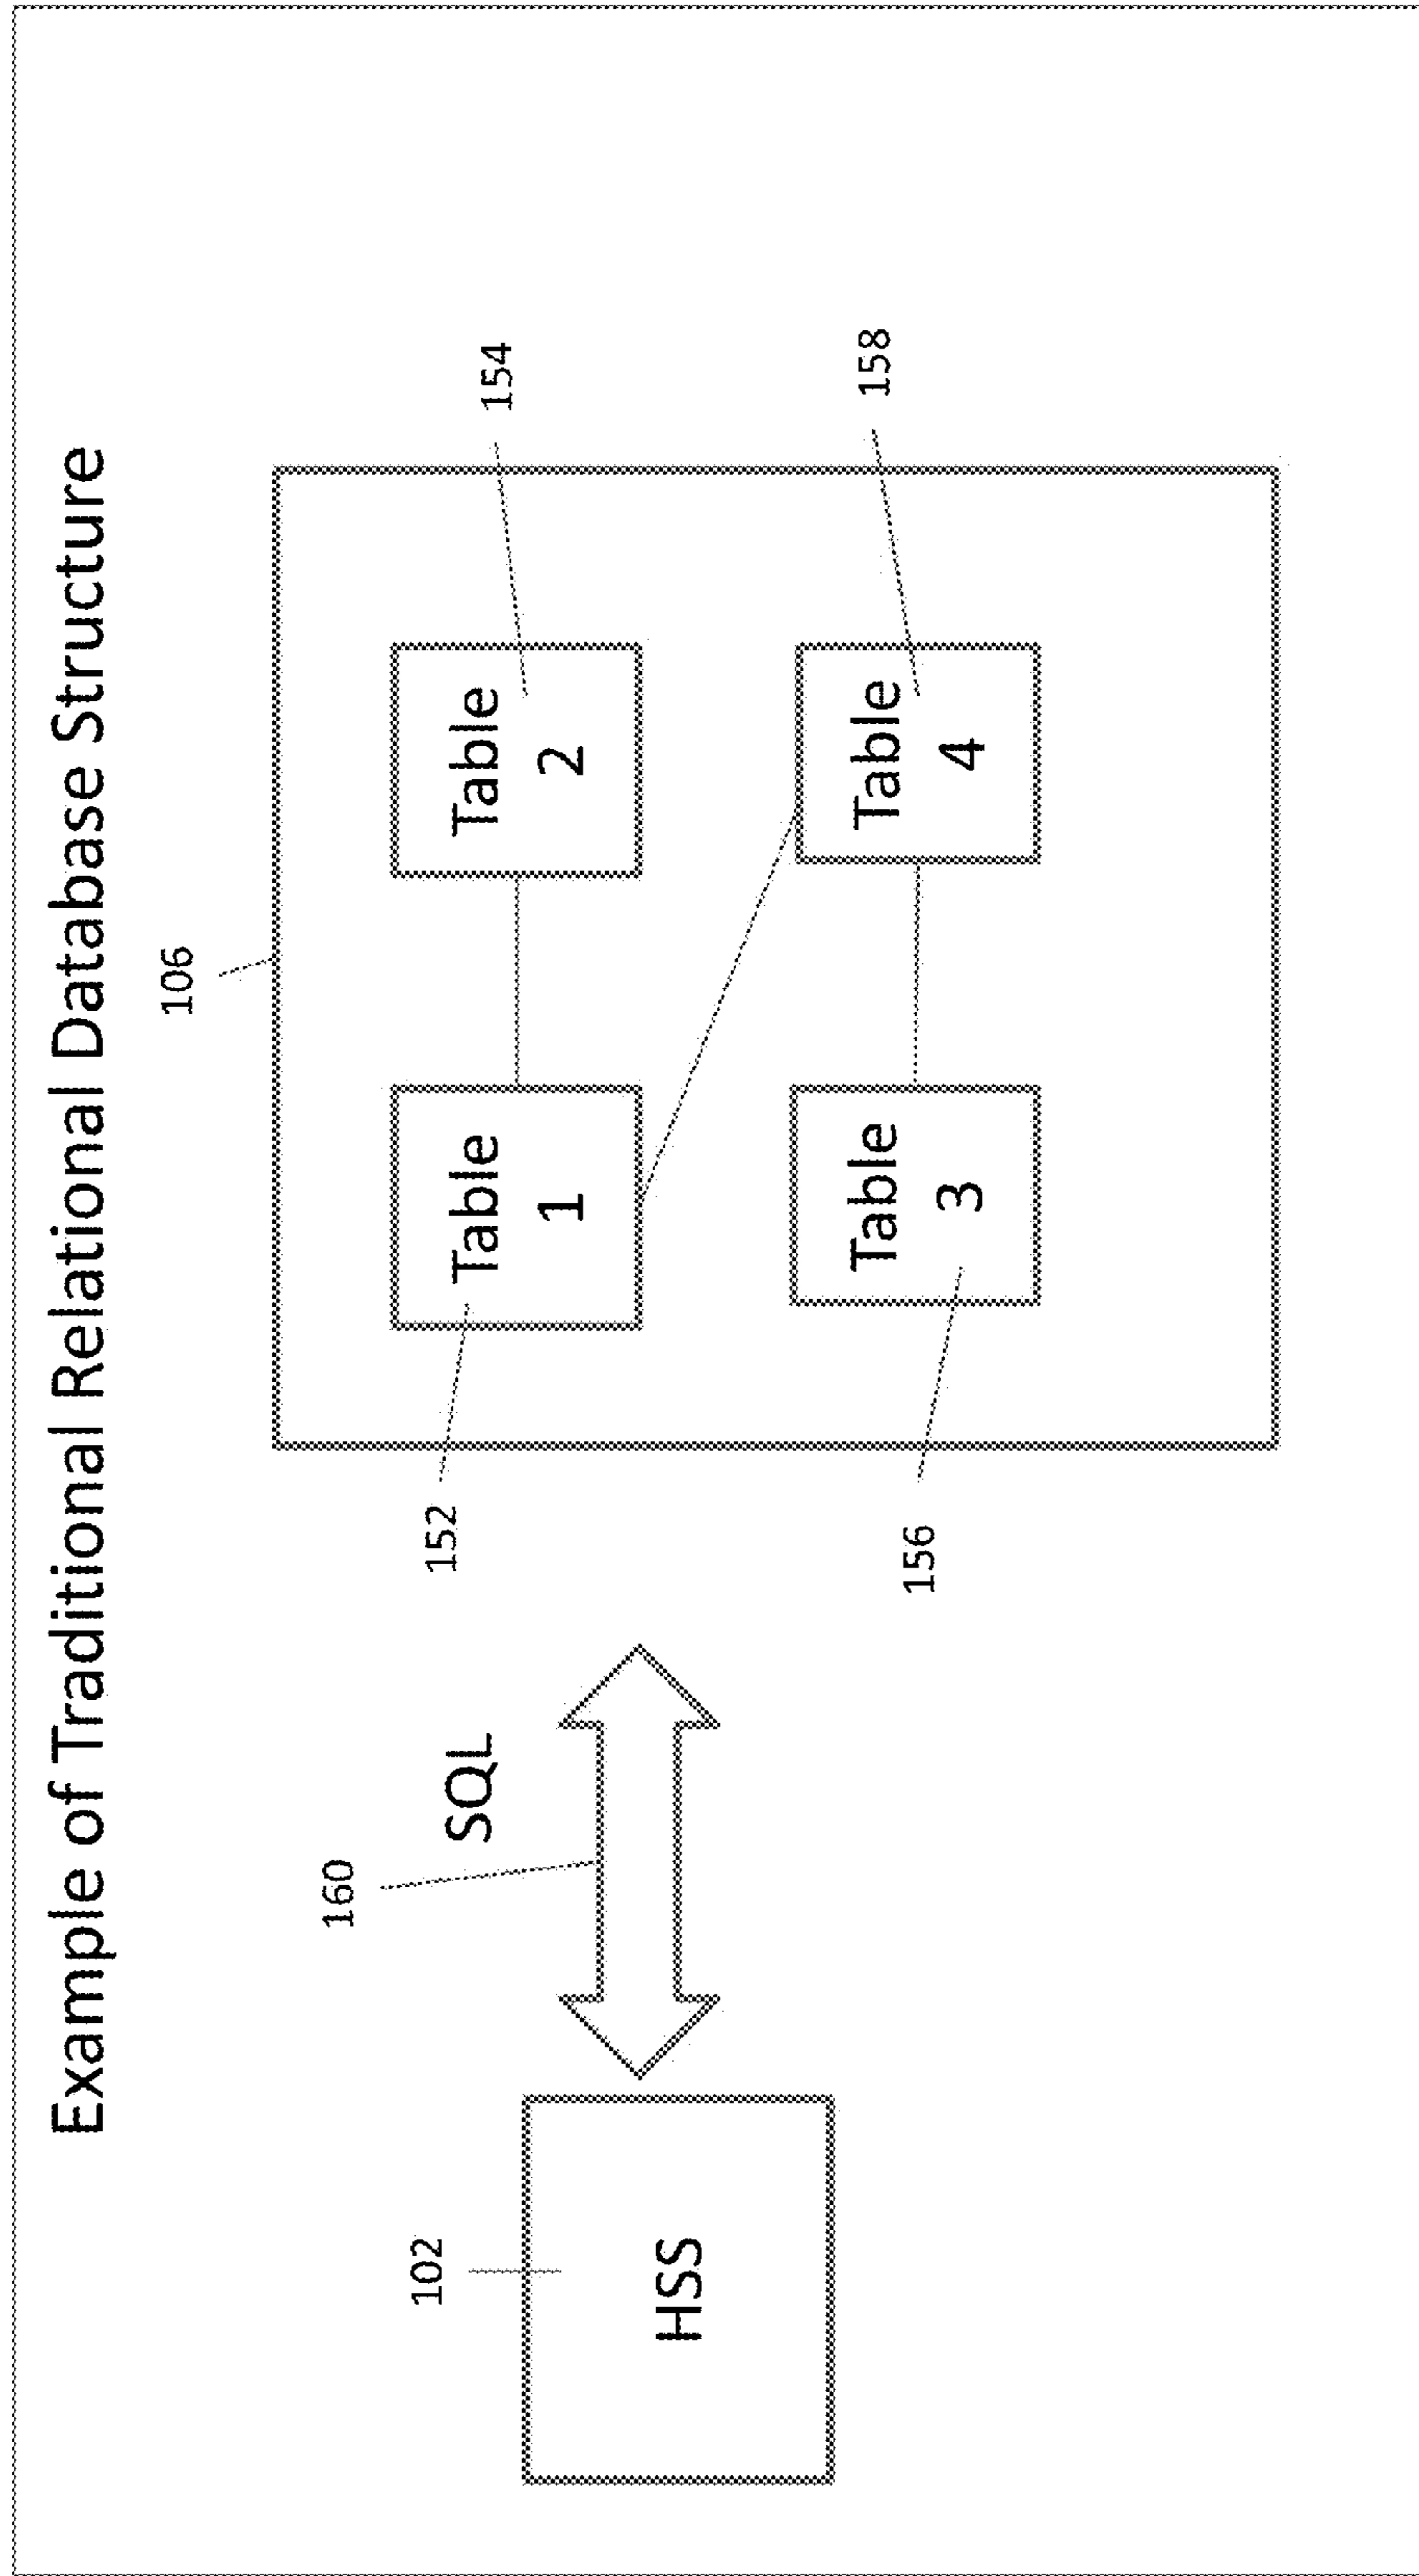 Example of Traditional Relational Database Structure
106
160
SQL
102
HSS
152
Table
1
154
Table
2
156
Table
3
158
Table
4